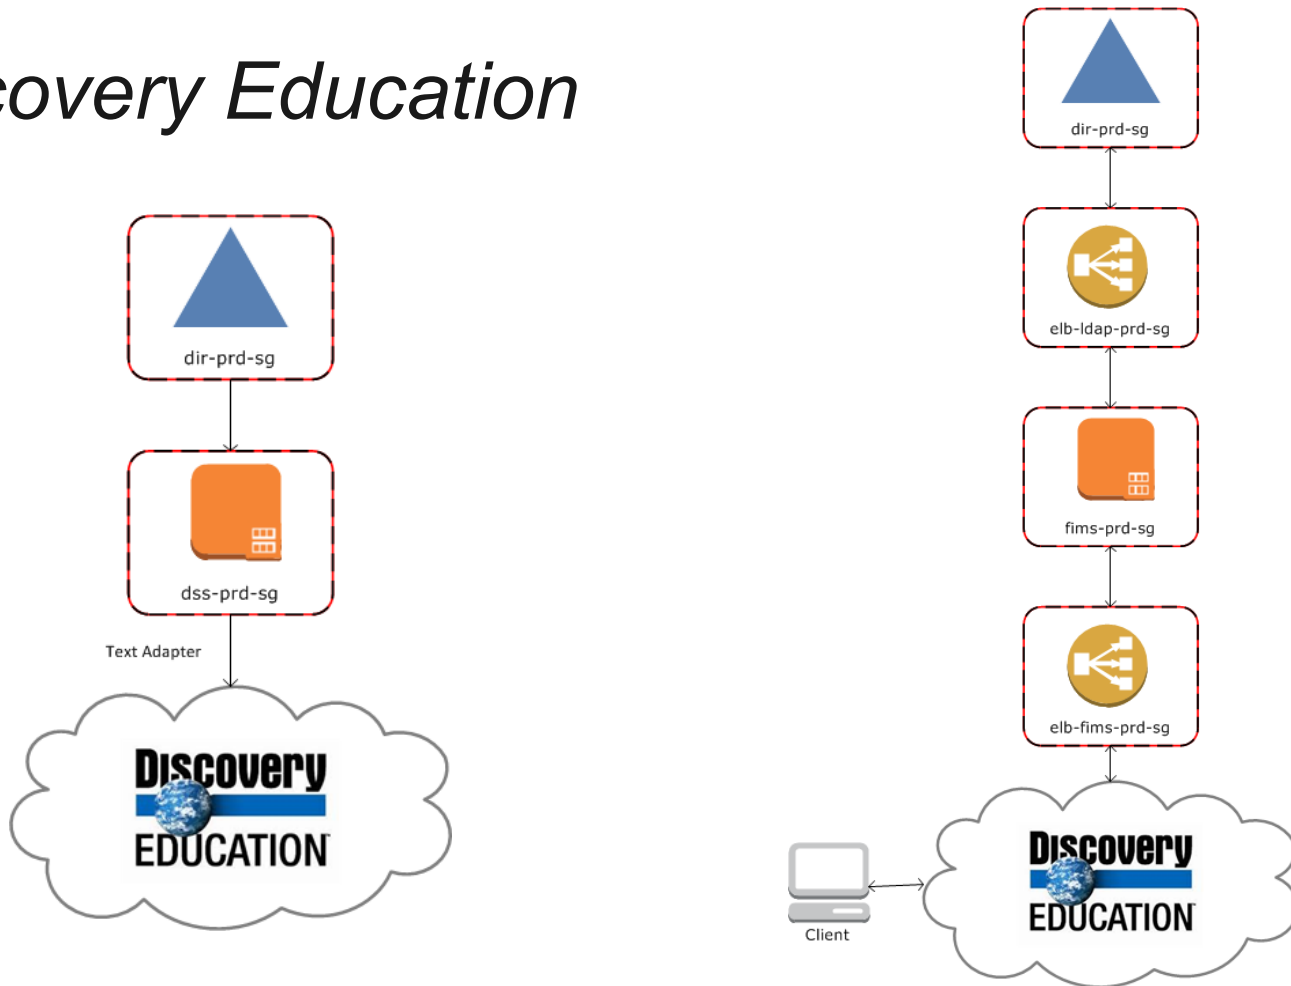 covery Education
dir-prd-sg
dss-prd-sg
Text Adapter
DISCOVERY
EDUCATION
dir-prd-sg
elb-ldap-prd-sg
fims-prd-sg
elb-fims-prd-sg
DISCOVERY
EDUCATION
Client